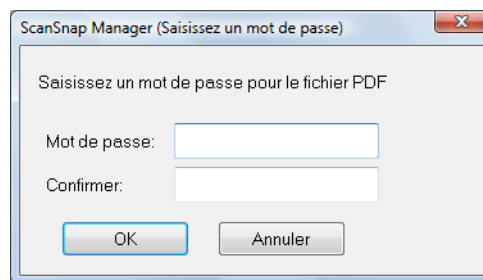 ScanSnap Manager (Saisissez un mot de passe)
Saisissez un mot de passe pour le fichier PDF
Mot de passe:
Confirmer:
OK Annuler